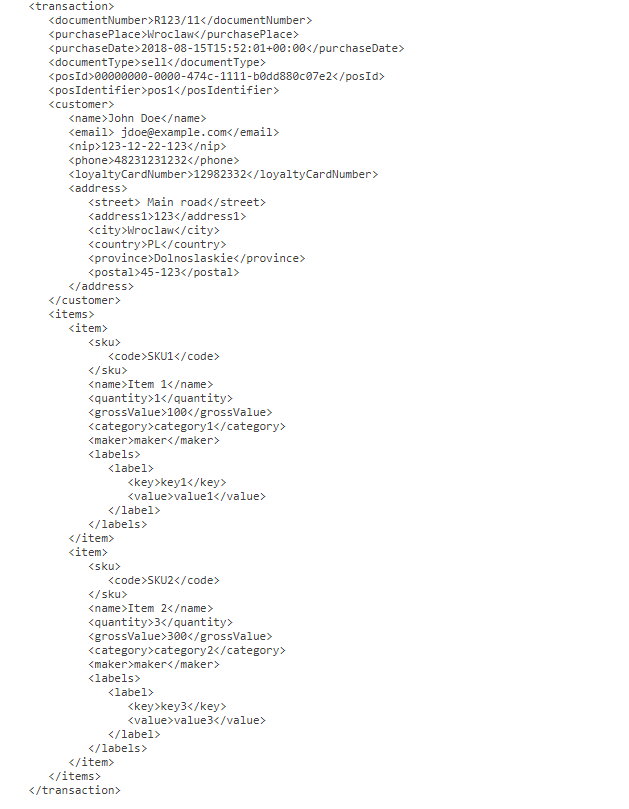 <transaction>
<documentNumber>R123/11</documentNumber>
<purchasePlace>Wroclaw</purchasePlace>
<purchaseDate>2018-08-15T15:52:01+00:00</purchaseDate>
<documentType>sell</documentType>
<posId>00000000-0000-474c-1111-b0dd880c07e2</posId>
<posIdentifier>pos1</posIdentifier>
<customer>
<name>John Doe</name>
<email> jdoe@example.com</email>
<nip>123-12-22-123</nip>
<phone>48231231232</phone>
<loyaltyCardNumber>12982332</loyaltyCardNumber>
<address>
<street> Main road</street>
<address1>123</address1>
<city>Wroclaw</city>
<country>PL</country>
<province>Dolnoslaskie</province>
<postal>45-123</postal>
</address>
</customer>
<items>
<item>
<sku>
<code>SKU1</code>
</sku>
<name>Item 1</name>
<quantity>1</quantity>
<grossValue>100</grossValue>
<category>category1</category>
<maker>maker</maker>
<labels>
<label>
<key>key1</key>
<value>value1</value>
</label>
</labels>
</item>
<item>
<sku>
<code>SKU2</code>
</sku>
<name>Item 2</name>
<quantity>3</quantity>
<grossValue>300</grossValue>
<category>category2</category>
<maker>maker</maker>
<labels>
<label>
<key>key3</key>
<value>value3</value>
</label>
</labels>
</item>
</items>
</transaction>